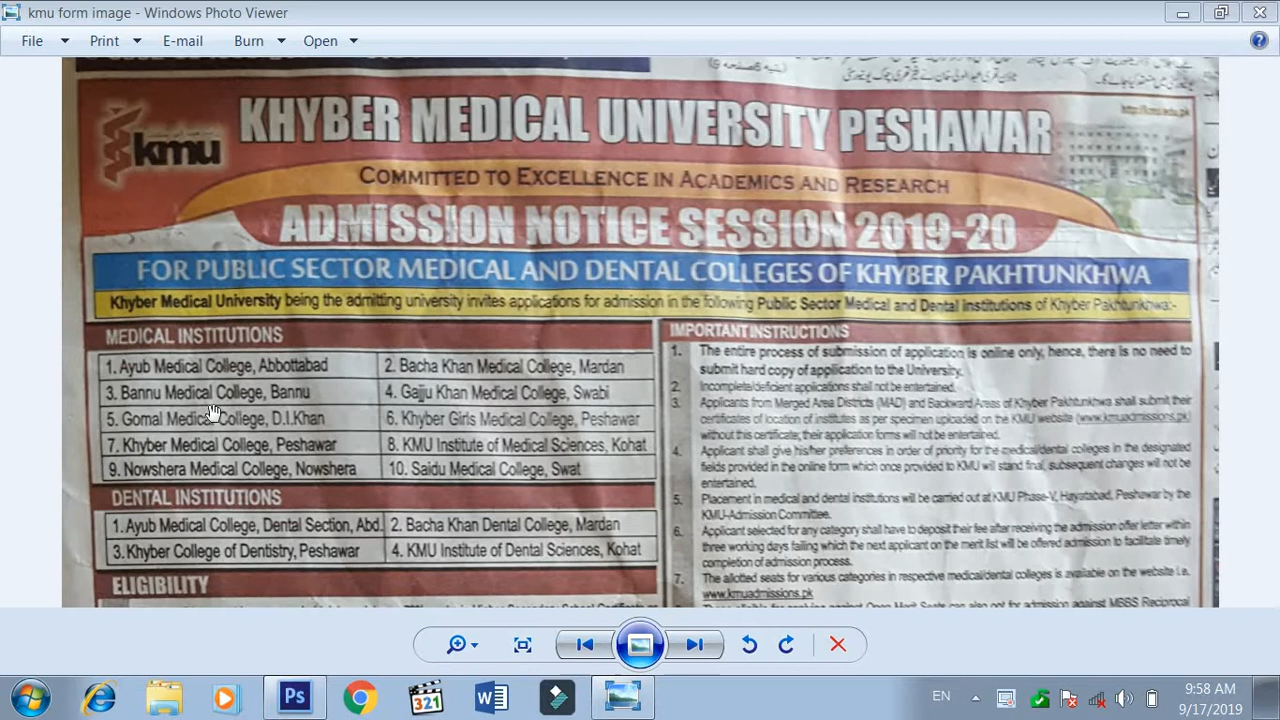 kmu form image - Windows Photo Viewer
File Print E-mail Burn Open
http://kmu.edu.pk
kmu
KHYBER MEDICAL UNIVERSITY PESHAWAR
COMMITTED TO EXCELLENCE IN ACADEMICS AND RESEARCH
ADMISSION NOTICE SESSION 2019-20
FOR PUBLIC SECTOR MEDICAL AND DENTAL COLLEGES OF KHYBER PAKHTUNKHWA
Khyber Medical University being the admitting university invites applications for admission in the following Public Sector Medical and Dental Institutions of Khyber Pakhtunkhwa:-
MEDICAL INSTITUTIONS
1. Ayub Medical College, Abbottabad 2. Bacha Khan Medical College, Mardan
3. Bannu Medical College, Bannu 4. Gajju Khan Medical College, Swabi
5. Gomal Medical College, D.I.Khan 6. Khyber Girls Medical College, Peshawar
7. Khyber Medical College, Peshawar 8. KMU Institute of Medical Sciences, Kohat
9. Nowshera Medical College, Nowshera 10. Saidu Medical College, Swat
DENTAL INSTITUTIONS
1. Ayub Medical College, Dental Section, Abd. 2. Bacha Khan Dental College, Mardan
3. Khyber College of Dentistry, Peshawar 4. KMU Institute of Dental Sciences, Kohat
ELIGIBILITY
IMPORTANT INSTRUCTIONS
1. The entire process of submission of application is online only, hence, there is no need to
submit hard copy of application to the University.
2. Incomplete/deficient applications shall not be entertained.
3. Applicants from Merged Area Districts (MAD) and Backward Areas of Khyber Pakhtunkhwa shall submit their
certificates of location of institutes as per specimen uploaded on the KMU website (www.kmuadmissions.pk)
without this certificate, their application forms will not be entertained.
4. Applicant shall give his/her preferences in order of priority for the medical/dental colleges in the designated
fields provided in the online form which once provided to KMU will stand final, subsequent changes will not be
entertained.
5. Placement in medical and dental institutions will be carried out at KMU Phase-V, Hayatabad, Peshawar by the
KMU-Admission Committee.
6. Applicant selected for any category shall have to deposit their fee after receiving the admission offer letter within
three working days failing which the next applicant on the merit list will be offered admission to facilitate timely
completion of admission process.
7. The allotted seats for various categories in respective medical/dental colleges is available on the website i.e.
www.kmuadmissions.pk
Ps
321
W
EN
9:58 AM
9/17/2019